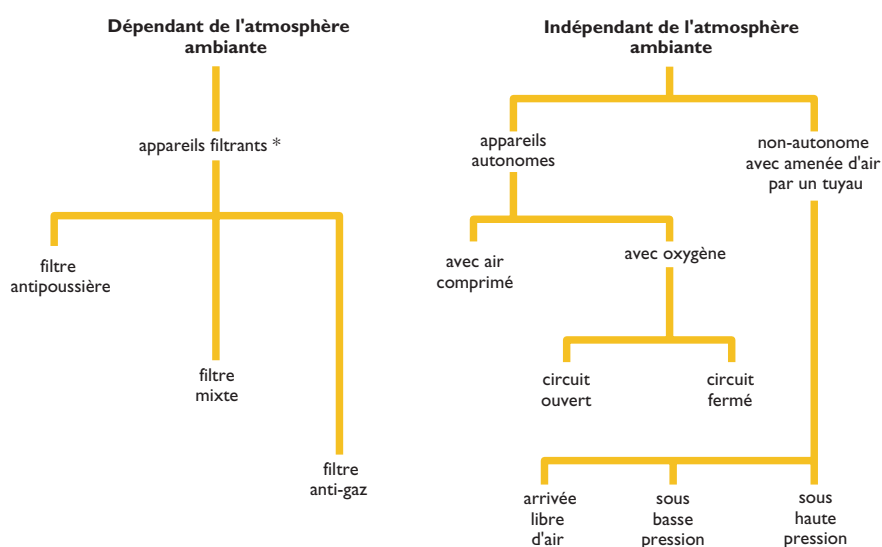 Dépendant de l'atmosphère
ambiante
appareils filtrants *
filtre
antipoussière
filtre
mixte
filtre
anti-gaz
Indépendant de l'atmosphère
ambiante
appareils
autonomes
non-autonome
avec amenée d'air
par un tuyau
avec air
comprimé
avec oxygène
circuit
ouvert
circuit
fermé
arrivée
libre
d'air
sous
basse
pression
sous
haute
pression